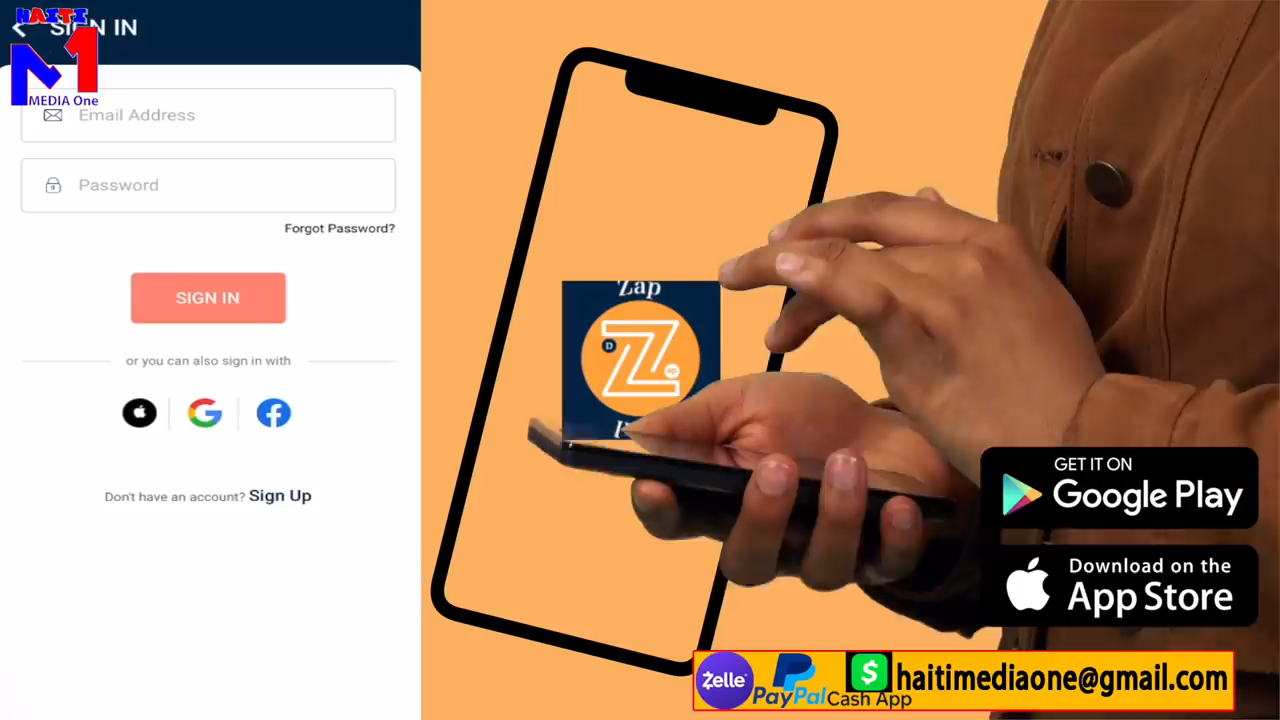 HAITI
SIGN IN
M1
MEDIA One
Email Address
Password
Forgot Password?
SIGN IN
or you can also sign in with
Don't have an account? Sign Up
Zap
Z
D
GET IT ON
Google Play
Download on the
App Store
Zelle
PayPal
$
Cash App
haitimediaone@gmail.com